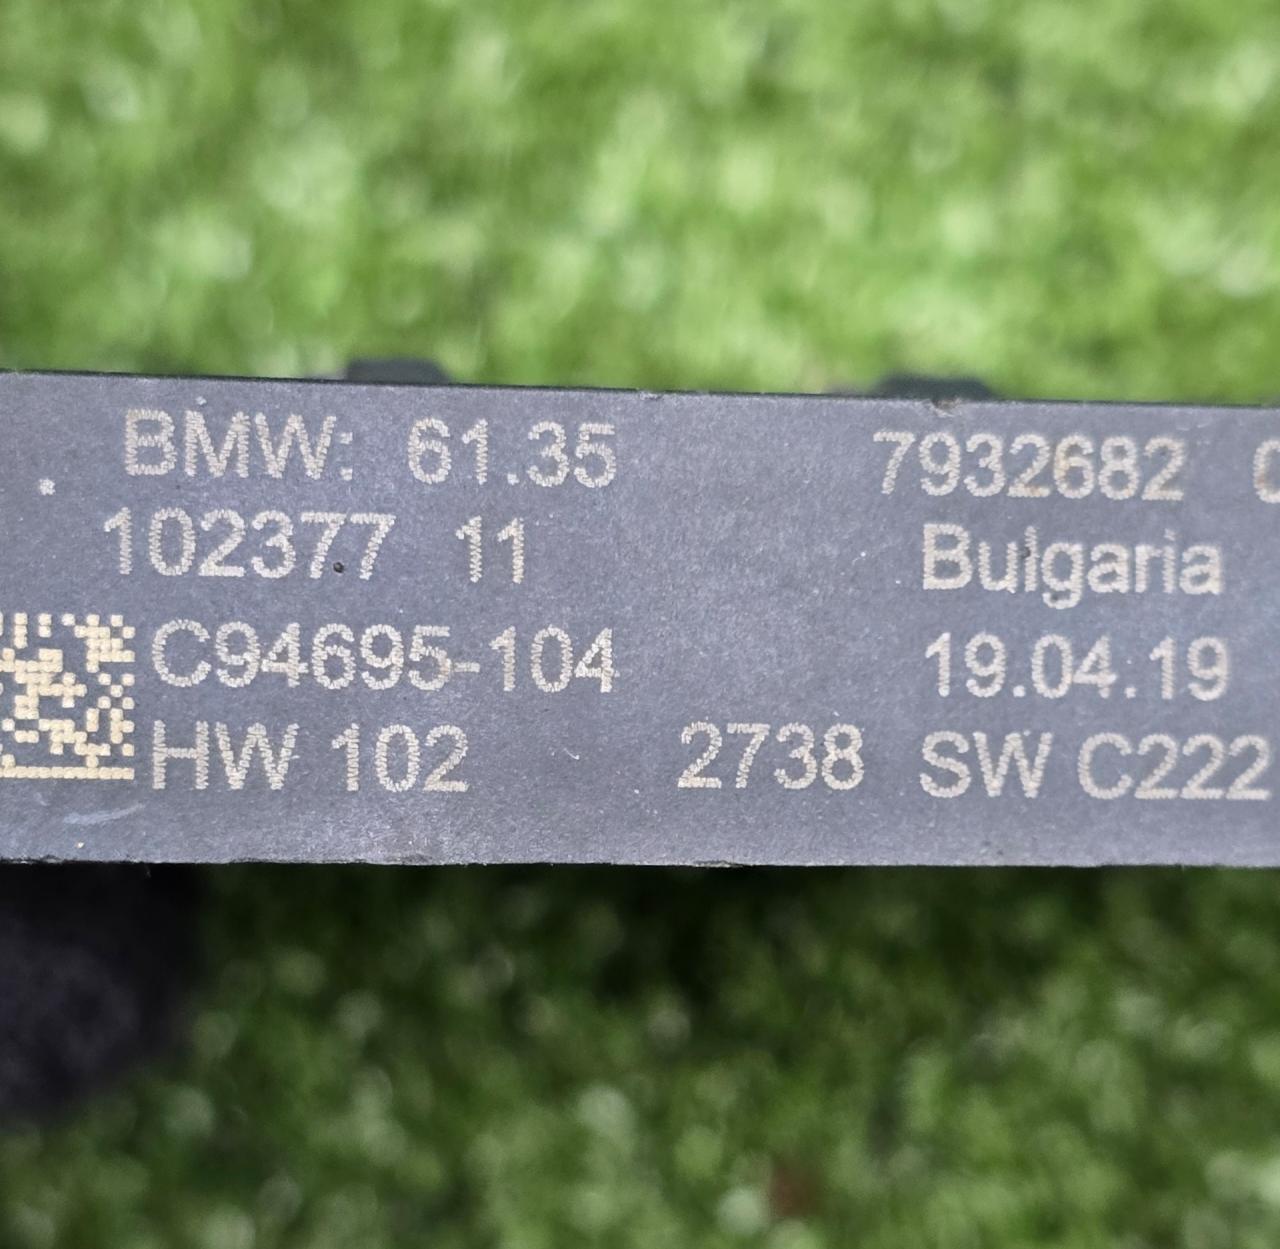 BMW: 61.35 7932682
102377 11 Bulgaria
C94695-104 19.04.19
HW 102 2738 SW C222